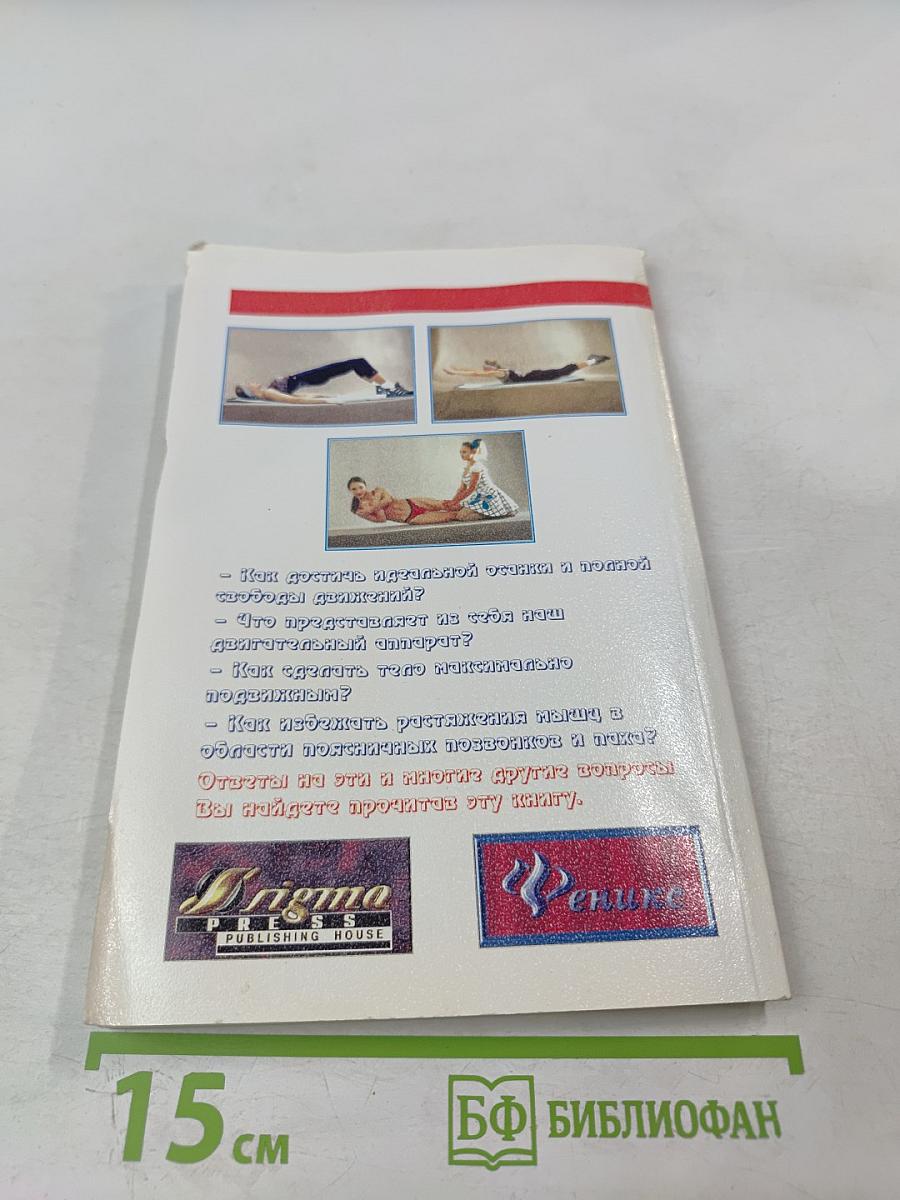 – Как достичь идеальной осанки и полной
свободы движений?
– Что представляет из себя наш
двигательный аппарат?
– Как сделать тело максимально
подвижным?
– Как избежать растяжения мышц в
области поясничных позвонков и паха?
Ответы на эти и многие другие вопросы
Вы найдете прочитав эту книгу.
D'sigma
PRESS
PUBLISHING HOUSE
Феникс
15 см
БФ БИБЛИОФАН